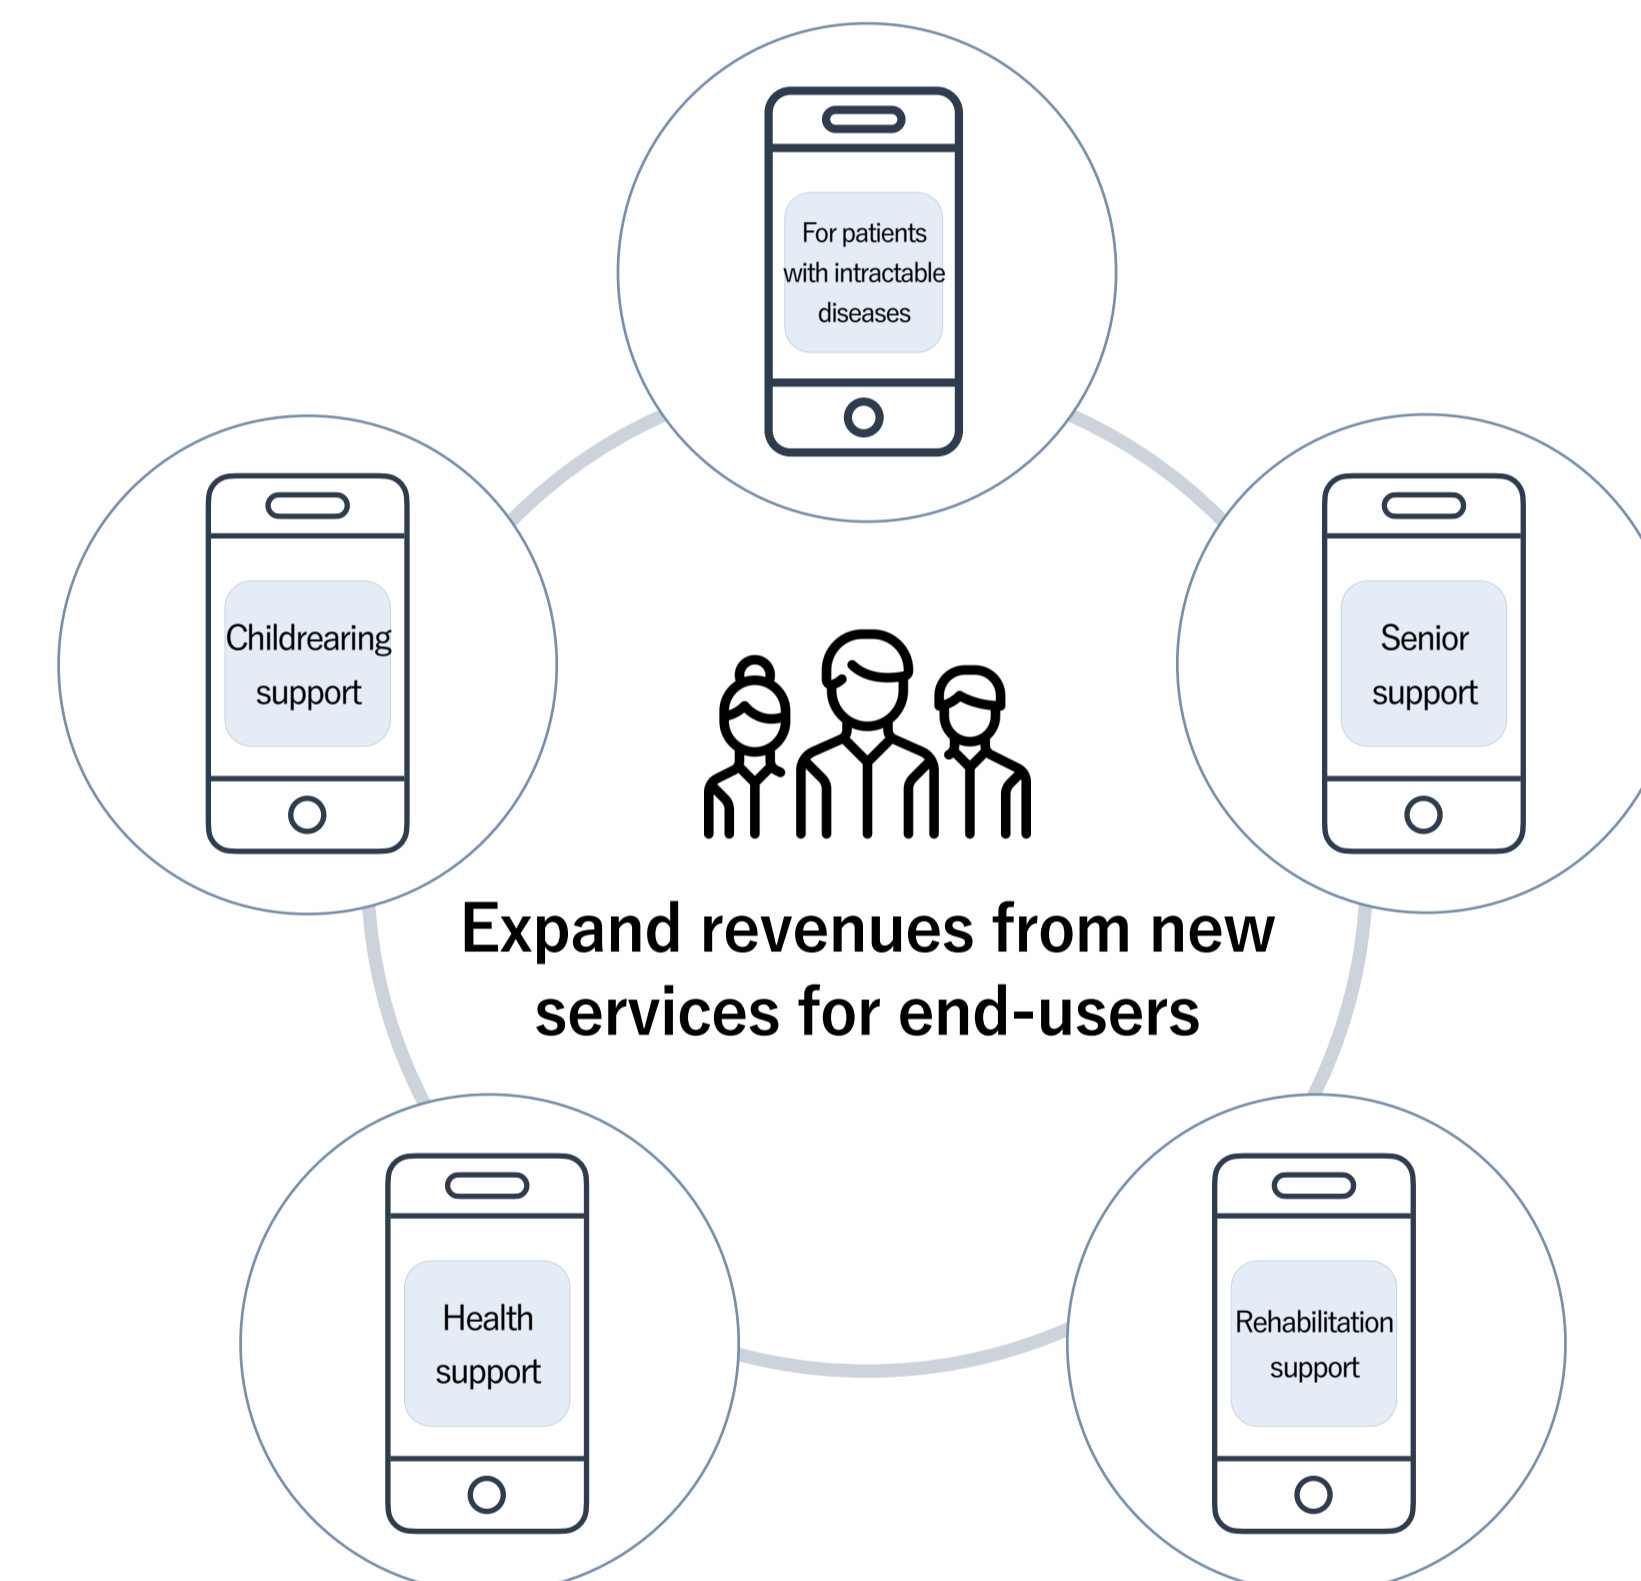 For patients
with intractable
diseases
Childrearing
support
Senior
support
Expand revenues from new
services for end-users
Health
support
Rehabilitation
support